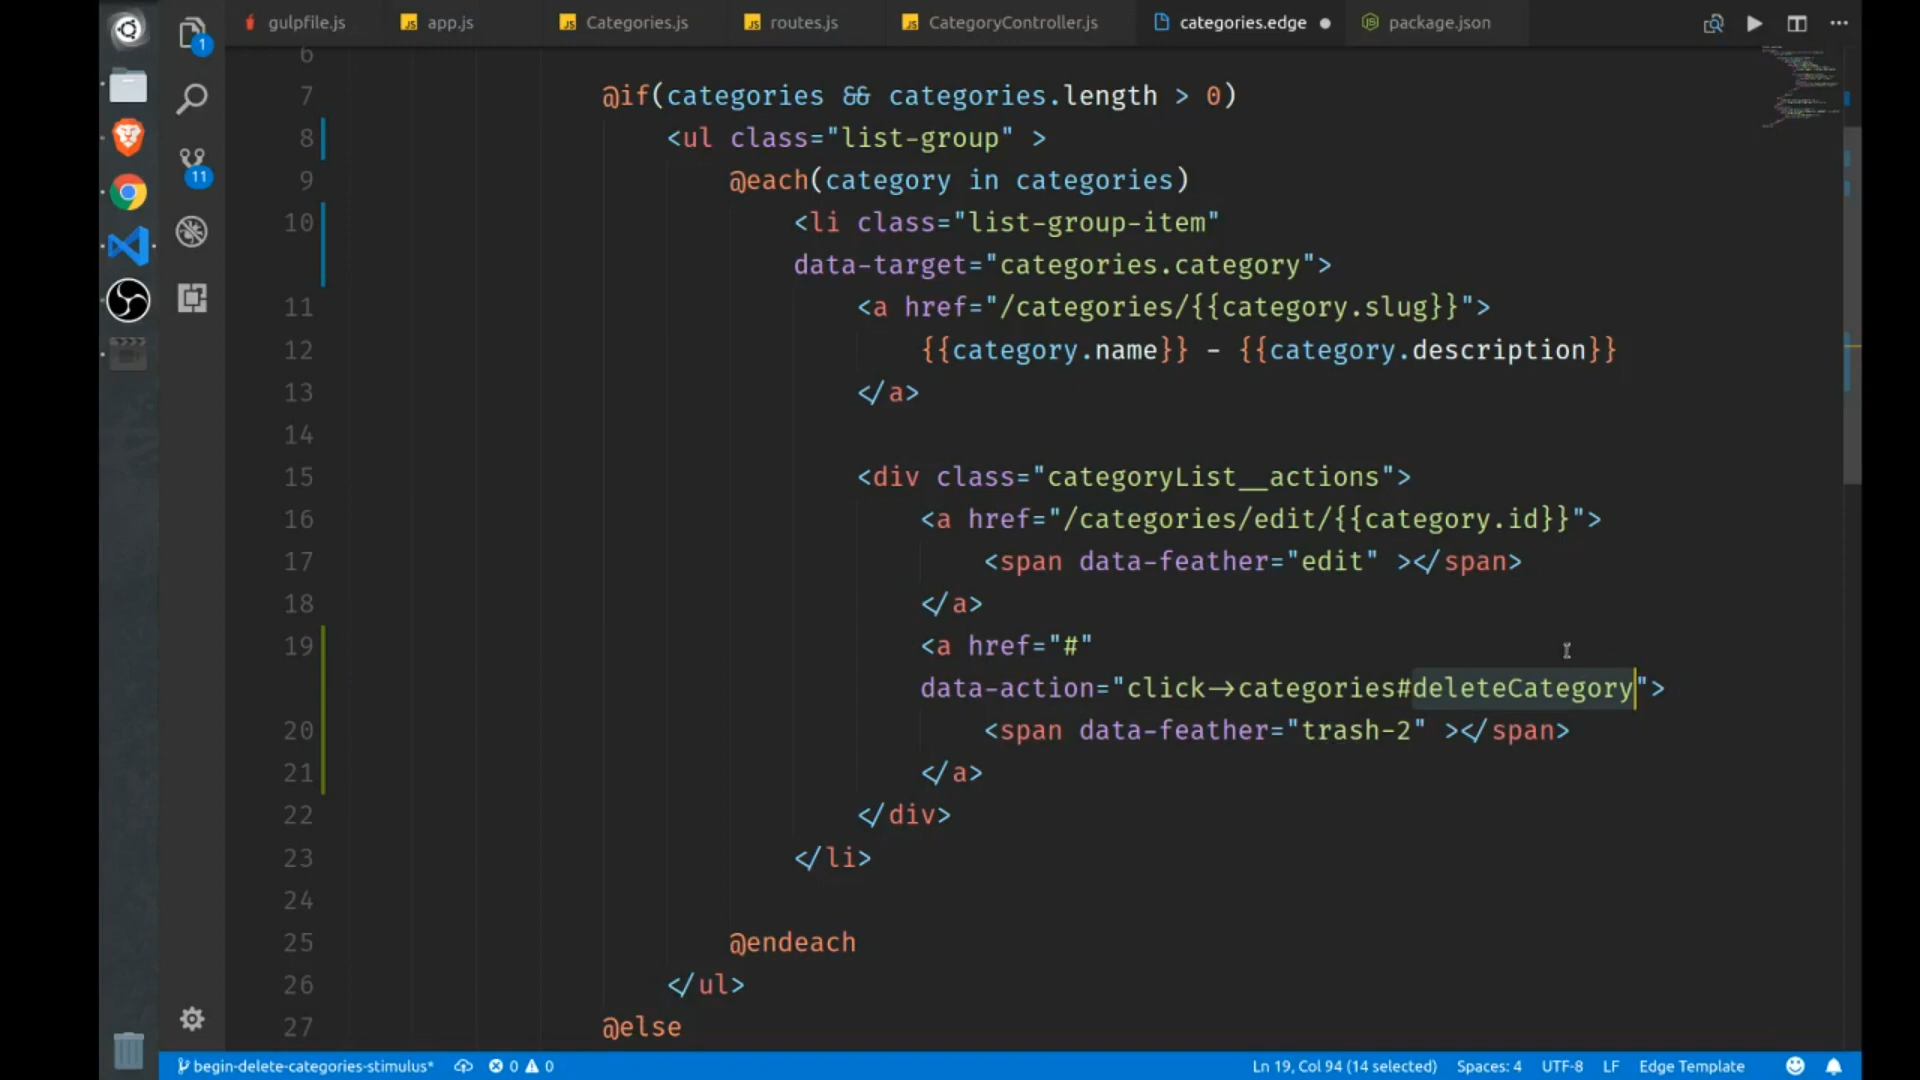 gulpfile.js
JS app.js
JS Categories.js
JS routes.js
JS CategoryController.js
categories.edge
package.json
1
11
6
7 @if(categories && categories.length > 0)
8 <ul class="list-group" >
9 @each(category in categories)
10 <li class="list-group-item"
data-target="categories.category">
11 <a href="/categories/{{category.slug}}">
12 {{category.name}} - {{category.description}}
13 </a>
14
15 <div class="categoryList__actions">
16 <a href="/categories/edit/{{category.id}}">
17 <span data-feather="edit" ></span>
18 </a>
19 <a href="#"
data-action="click->categories#deleteCategory">
20 <span data-feather="trash-2" ></span>
21 </a>
22 </div>
23 </li>
24
25 @endeach
26 </ul>
27 @else
begin-delete-categories-stimulus* 0 0 Ln 19, Col 94 (14 selected) Spaces: 4 UTF-8 LF Edge Template